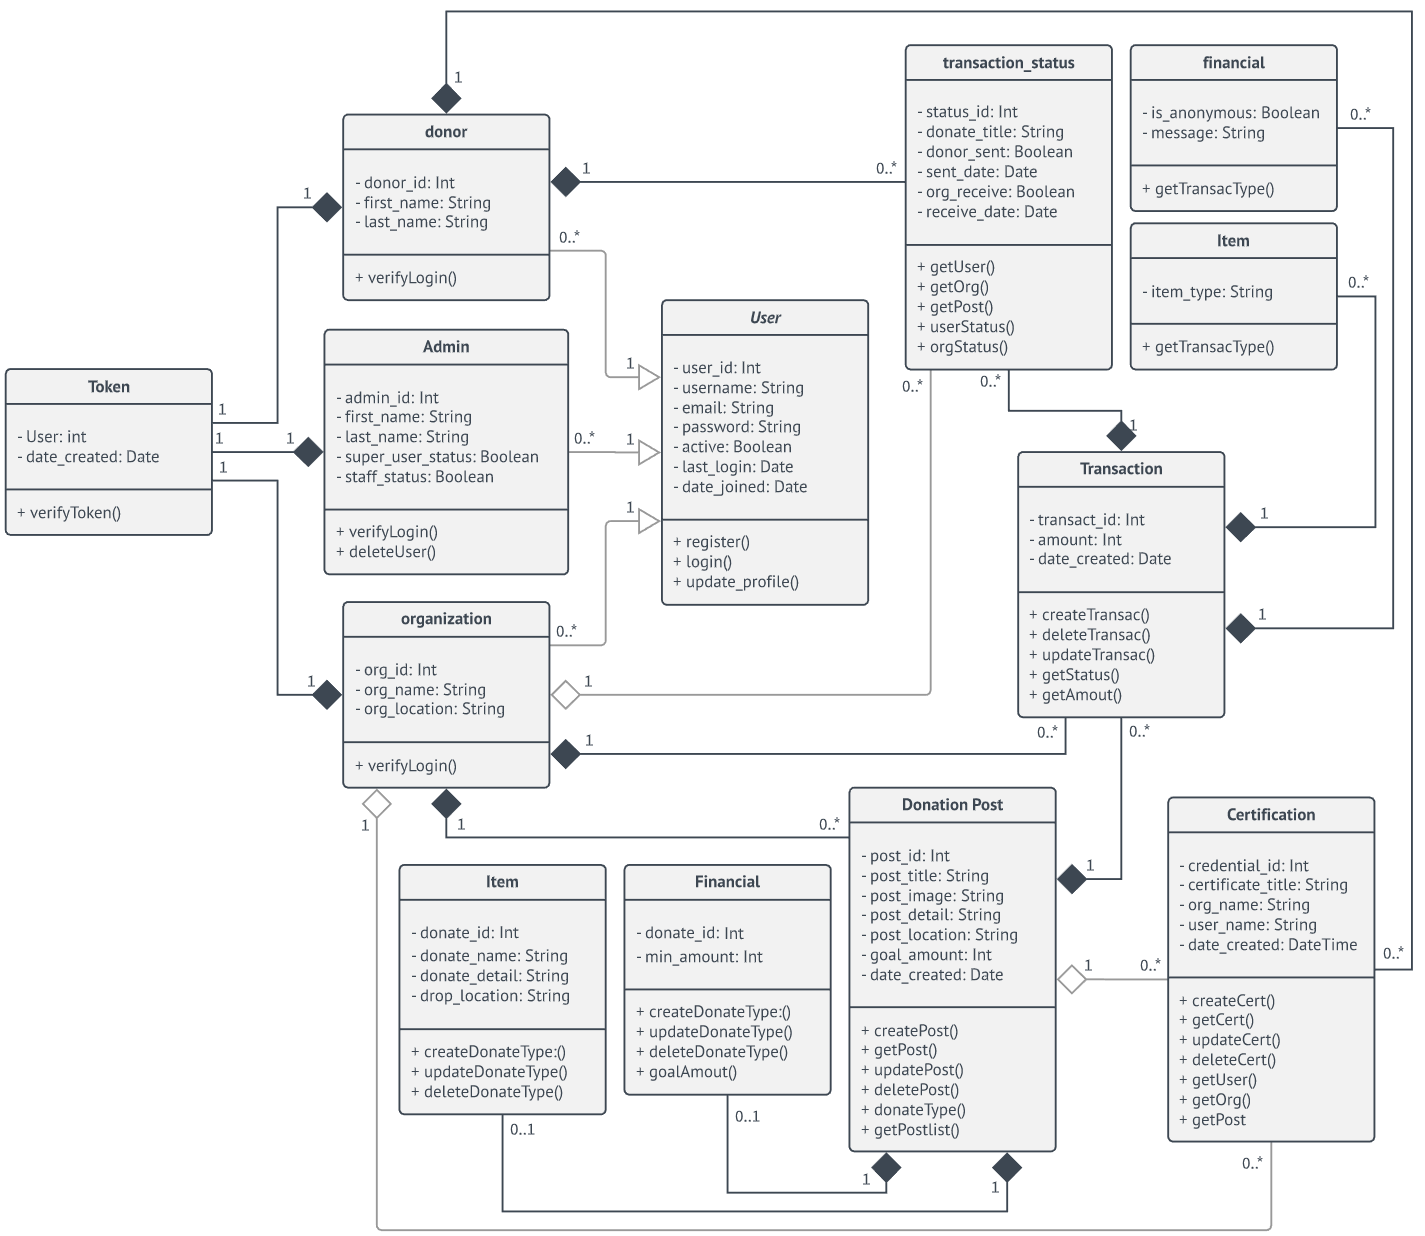 donor
- donor_id: Int
- first_name: String
- last_name: String
+ verifyLogin()
1
1
1
0..*
0..*
transaction_status
- status_id: Int
- donate_title: String
- donor_sent: Boolean
- sent_date: Date
- org_receive: Boolean
- receive_date: Date
+ getUser()
+ getOrg()
+ getPost()
+ userStatus()
+ orgStatus()
0..*
0..*
financial
- is_anonymous: Boolean
- message: String
+ getTransacType()
0..*
Item
- item_type: String
+ getTransacType()
0..*
Token
- User: int
- date_created: Date
+ verifyToken()
1
1
1
Admin
- admin_id: Int
- first_name: String
- last_name: String
- super_user_status: Boolean
- staff_status: Boolean
+ verifyLogin()
+ deleteUser()
1
0..*
User
- user_id: Int
- username: String
- email: String
- password: String
- active: Boolean
- last_login: Date
- date_joined: Date
+ register()
+ login()
+ update_profile()
1
1
1
Transaction
- transact_id: Int
- amount: Int
- date_created: Date
+ createTransac()
+ deleteTransac()
+ updateTransac()
+ getStatus()
+ getAmout()
1
1
1
0..*
0..*
organization
- org_id: Int
- org_name: String
- org_location: String
+ verifyLogin()
1
0..*
1
1
1
1
0..*
Donation Post
- post_id: Int
- post_title: String
- post_image: String
- post_detail: String
- post_location: String
- goal_amount: Int
- date_created: Date
+ createPost()
+ getPost()
+ updatePost()
+ deletePost()
+ donateType()
+ getPostlist()
1
1
0..*
1
1
Certification
- credential_id: Int
- certificate_title: String
- org_name: String
- user_name: String
- date_created: DateTime
+ createCert()
+ getCert()
+ updateCert()
+ deleteCert()
+ getUser()
+ getOrg()
+ getPost
0..*
0..*
Item
- donate_id: Int
- donate_name: String
- donate_detail: String
- drop_location: String
+ createDonateType:()
+ updateDonateType()
+ deleteDonateType()
0..1
Financial
- donate_id: Int
- min_amount: Int
+ createDonateType:()
+ updateDonateType()
+ deleteDonateType()
+ goalAmout()
0..1